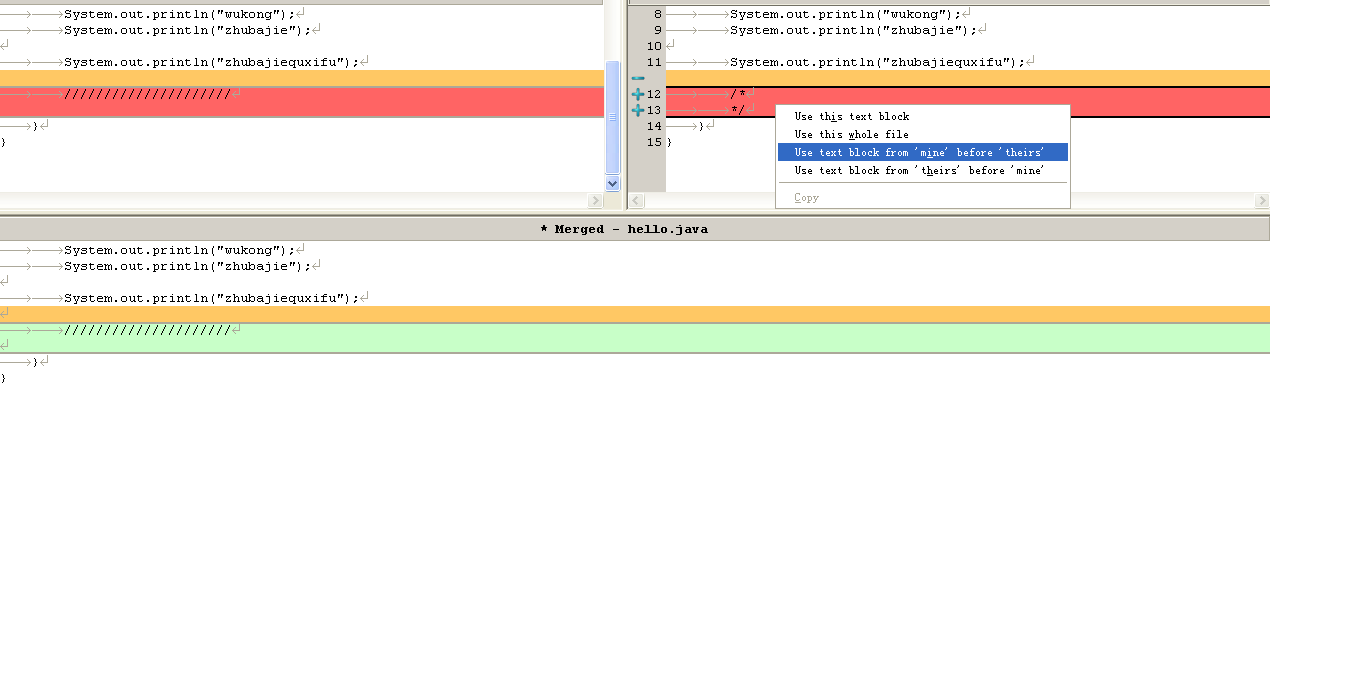 System.out.println("wukong");
System.out.println("zhubajie");
System.out.println("zhubajiequxifu");
/////////////////////
}
}
8 System.out.println("wukong");
9 System.out.println("zhubajie");
10
11 System.out.println("zhubajiequxifu");
12 /*
13 */
14 }
15 }
Use this text block
Use this whole file
Use text block from 'mine' before 'theirs'
Use text block from 'theirs' before 'mine'
Copy
* Merged - hello.java
System.out.println("wukong");
System.out.println("zhubajie");
System.out.println("zhubajiequxifu");
/////////////////////
}
}